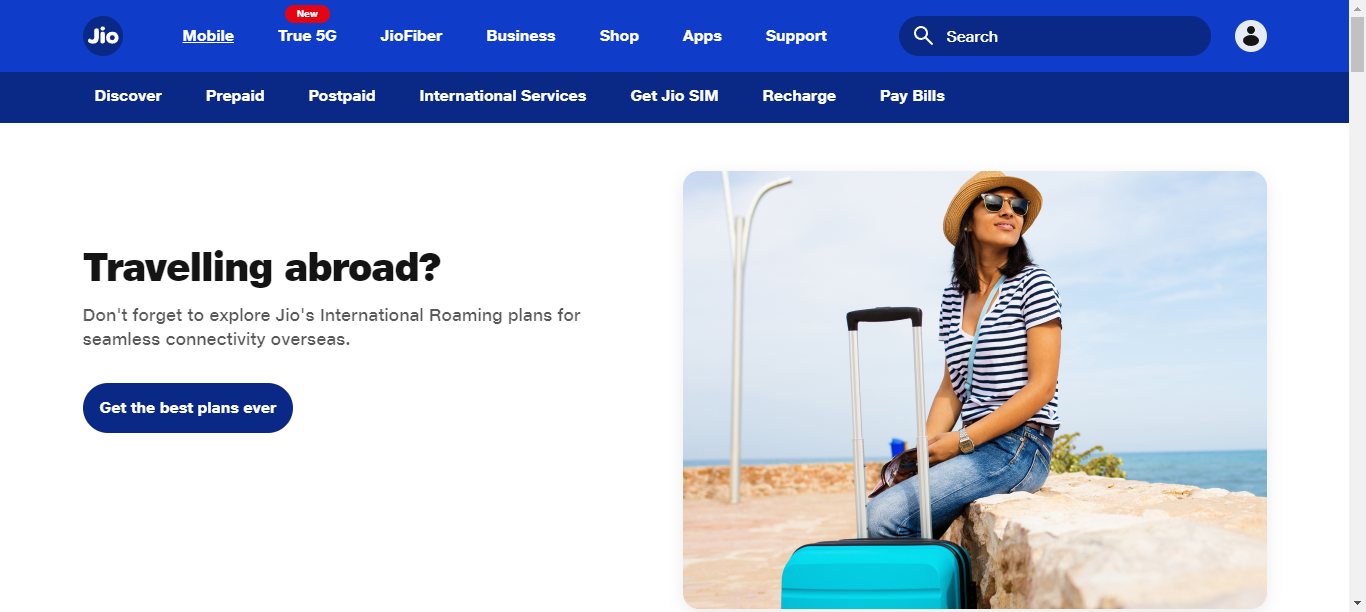 New
Jio Mobile True 5G JioFiber Business Shop Apps Support Search
Discover Prepaid Postpaid International Services Get Jio SIM Recharge Pay Bills
Travelling abroad?
Don't forget to explore Jio's International Roaming plans for
seamless connectivity overseas.
Get the best plans ever